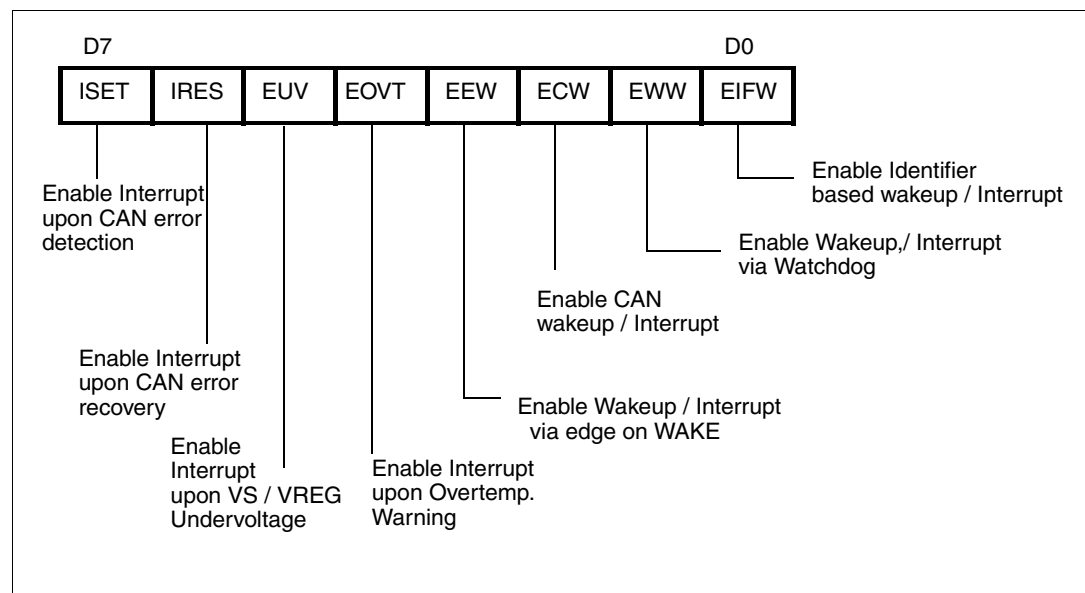 D7 D0
ISET IRES EUV EOVT EEW ECW EWW EIFW
Enable Identifier
based wakeup / Interrupt
Enable Interrupt
upon CAN error
detection
Enable Wakeup,/ Interrupt
via Watchdog
Enable CAN
wakeup / Interrupt
Enable Interrupt
upon CAN error
recovery
Enable Wakeup / Interrupt
via edge on WAKE
Enable
Interrupt
upon VS / VREG
Undervoltage
Enable Interrupt
upon Overtemp.
Warning